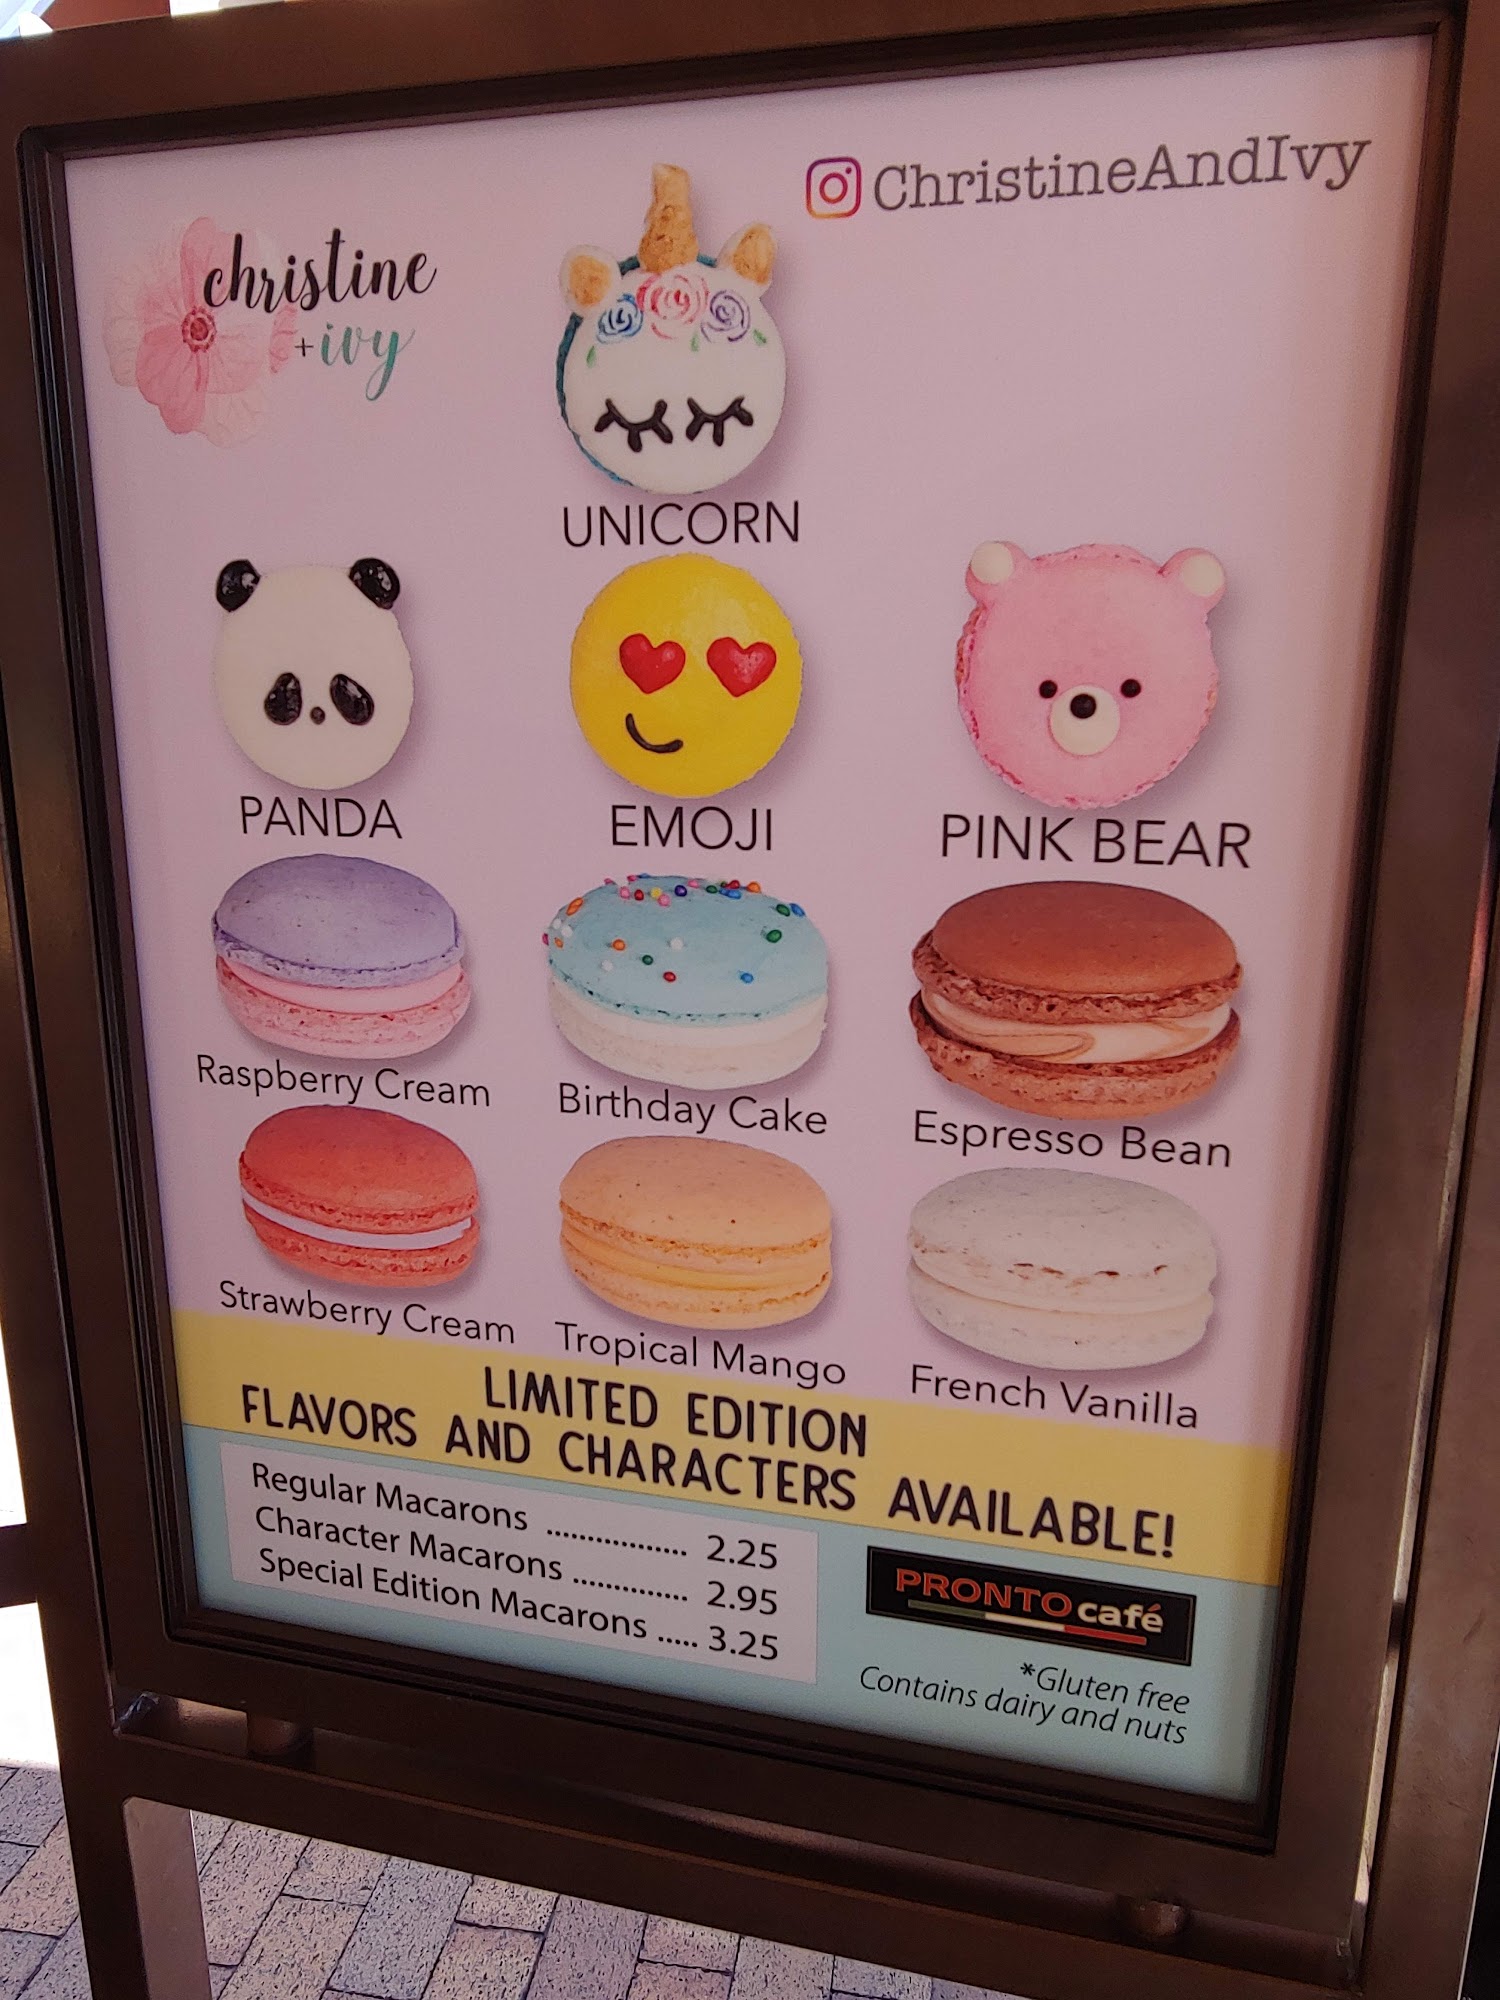 ChristineAndIvy
christine
+ivy
UNICORN
PANDA
EMOJI
PINK BEAR
Raspberry Cream
Birthday Cake
Espresso Bean
Strawberry Cream
Tropical Mango
French Vanilla
LIMITED EDITION
FLAVORS AND CHARACTERS AVAILABLE!
Regular Macarons ................. 2.25
Character Macarons .............. 2.95
Special Edition Macarons ..... 3.25
PRONTO café
*Gluten free
Contains dairy and nuts